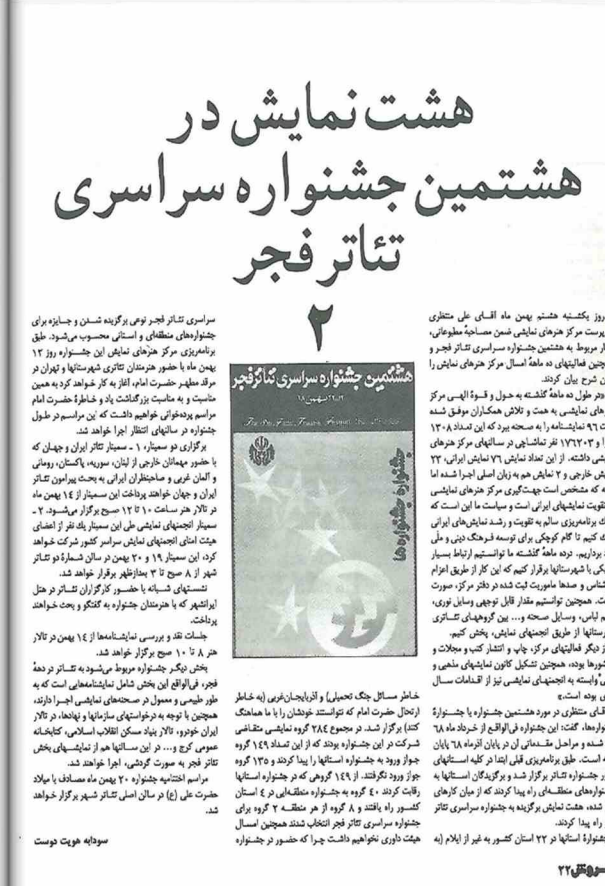 هشت نمایش در
هشتمین جشنواره سراسری
تئاتر فجر
۲
روز یکشنبه هشتم بهمن ماه آقای علی منتظری
پرست مرکز هنرهای نمایشی ضمن مصاحبهٔ مطبوعاتی،
ار مربوط به هشتمین جشنواره سراسری تئاتر فجر و
چنین فعالیتهای ده ماههٔ امسال مرکز هنرهای نمایش را
ن شرح بیان کردند.
«در طول ده ماههٔ گذشته به حول و قوهٔ الهی مرکز
رهای نمایشی به همت و تلاش همکاران موفق شده
ت ۹۶ نمایشنامه را به صحنه ببرد که این تعداد ۱۳۰۸
را و ۱۷۶۲۰۳ نفر تماشاچی در سالنهای مرکز هنرهای
یشی داشته. از این تعداد نمایش ۷۶ نمایش ایرانی، ۲۳
یش خارجی و ۲ نمایش هم به زبان اصلی اجرا شده اما
ه که مشخص است جهت‌گیری مرکز هنرهای نمایشی
تقویت نمایشهای ایرانی است و سیاست ما این است که
ک برنامه‌ریزی سالم به تقویت و رشد نمایش‌های ایرانی
ک کنیم تا گام کوچکی برای توسعه فرهنگ دینی و ملی
برداریم. درده ماههٔ گذشته ما توانستیم ارتباط بسیار
یکی با شهرستانها برقرار کنیم که این کار از طریق اعزام
شناس و صدها ماموریت ثبت شده در دفتر مرکز، صورت
ت. همچنین توانستیم مقدار قابل توجهی وسایل نوری،
م لباس، وسایل صحنه و... بین گروههای تئاتری
رستانها از طریق انجمنهای نمایش، پخش کنیم.
ز دیگر فعالیتهای مرکز، چاپ و انتشار کتب و مجلات و
شورها بوده، همچنین تشکیل کانون نمایشهای مذهبی و
ی وابسته به انجمنهای نمایشی نیز از اقدامات سال
ی بوده است.»
قای منتظری در مورد هشتمین جشنواره یا جشنوارهٔ
نواره‌ها، گفت: این جشنواره فی‌الواقع از خرداد ماه ۶۸
شده و مراحل مقدماتی آن در پایان آذرماه ۶۸ پایان
ه است. طبق برنامه‌ریزی قبلی ابتدا در کلیه استانهای
ر جشنواره تئاتر برگزار شد و برگزیدگان استانها به
نواره‌های منطقه‌ای راه پیدا کردند که از میان کارهای
شده، هشت نمایش برگزیده به جشنواره سراسری تئاتر
راه پیدا کردند.
شنوارهٔ استانها در ۲۲ استان کشور به غیر از ایلام (به
هشتمین جشنواره سراسری تئاتر فجر
۱۲تا۲۲بهمن ۶۸
جشنواره جشنواره‌ها
خاطر مسائل جنگ تحمیلی) و آذربایجان‌غربی (به خاطر
ارتحال حضرت امام که نتوانستند خودشان را با ما هماهنگ
کنند) برگزار شد. در مجموع ۲۸۴ گروه نمایشی متقاضی
شرکت در این جشنواره بودند که از این تعداد ۱۴۹ گروه
جواز ورود به جشنواره استانها را پیدا کردند و ۱۳۵ گروه
جواز ورود نگرفتند. از ۱۴۹ گروهی که در جشنواره استانها
رقابت کردند ۴۰ گروه به جشنواره منطقه‌ایی در ۴ استان
کشور راه یافتند و ۸ گروه از هر منطقه ۲ گروه برای
جشنواره سراسری تئاتر فجر انتخاب شدند همچنین امسال
هیئت داوری نخواهیم داشت چرا که حضور در جشنواره
سراسری تئاتر فجر نوعی برگزیده شدن و جایزه برای
جشنواره‌های منطقه‌ای و استانی محسوب می‌شود. طبق
برنامه‌ریزی مرکز هنرهای نمایش این جشنواره روز ۱۲
بهمن ماه با حضور هنرمندان تئاتری شهرستانها و تهران در
مرقد مطهر حضرت امام، آغاز به کار خواهد کرد به همین
مناسبت و به مناسبت بزرگداشت یاد و خاطرهٔ حضرت امام
مراسم پرده‌خوانی خواهیم داشت که این مراسم در طول
جشنواره در سالنهای انتظار اجرا خواهد شد.
برگزاری دو سمینار، ۱ ـ سمینار تئاتر ایران و جهان که
با حضور مهمانان خارجی از لبنان، سوریه، پاکستان، رومانی
و آلمان غربی و صاحبنظران ایرانی به بحث پیرامون تئاتر
ایران و جهان خواهند پرداخت این سمینار از ۱۴ بهمن ماه
در تالار هنر ساعت ۱۰ تا ۱۲ صبح برگزار می‌شود. ۲ ـ
سمینار انجمنهای نمایشی طی این سمینار یك نفر از اعضای
هیئت امنای انجمنهای نمایش سراسر کشور شرکت خواهد
کرد، این سمینار ۱۹ و ۲۰ بهمن در سالن شمارهٔ دو تئاتر
شهر از ۸ صبح تا ۳ بعدازظهر برقرار خواهد شد.
نشستهای شبانه با حضور کارگزاران تئاتر در هتل
ایرانشهر که با هنرمندان جشنواره به گفتگو و بحث خواهند
پرداخت.
جلسات نقد و بررسی نمایشنامه‌ها از ۱۴ بهمن در تالار
هنر ۸ تا ۱۰ صبح برگزار خواهد شد.
بخش دیگر جشنواره مربوط می‌شود به تئاتر در دههٔ
فجر، فی‌الواقع این بخش شامل نمایشنامه‌هایی است که به
طور طبیعی و معمول در صحنه‌های نمایشی اجرا دارند،
همچنین با توجه به درخواستهای سازمانها و نهادها، در تالار
ایران خودرو، تالار بنیاد مسکن انقلاب اسلامی، کتابخانه
عمومی کرج و... در این سالنها هم از نمایشهای بخش
تئاتر فجر به صورت گردشی، اجرا خواهند شد.
مراسم اختتامیه جشنواره ۲۰ بهمن ماه مصادف با میلاد
حضرت علی (ع) در سالن اصلی تئاتر شهر برگزار خواهد
شد.
سودابه هویت دوست
سروش/۲۲